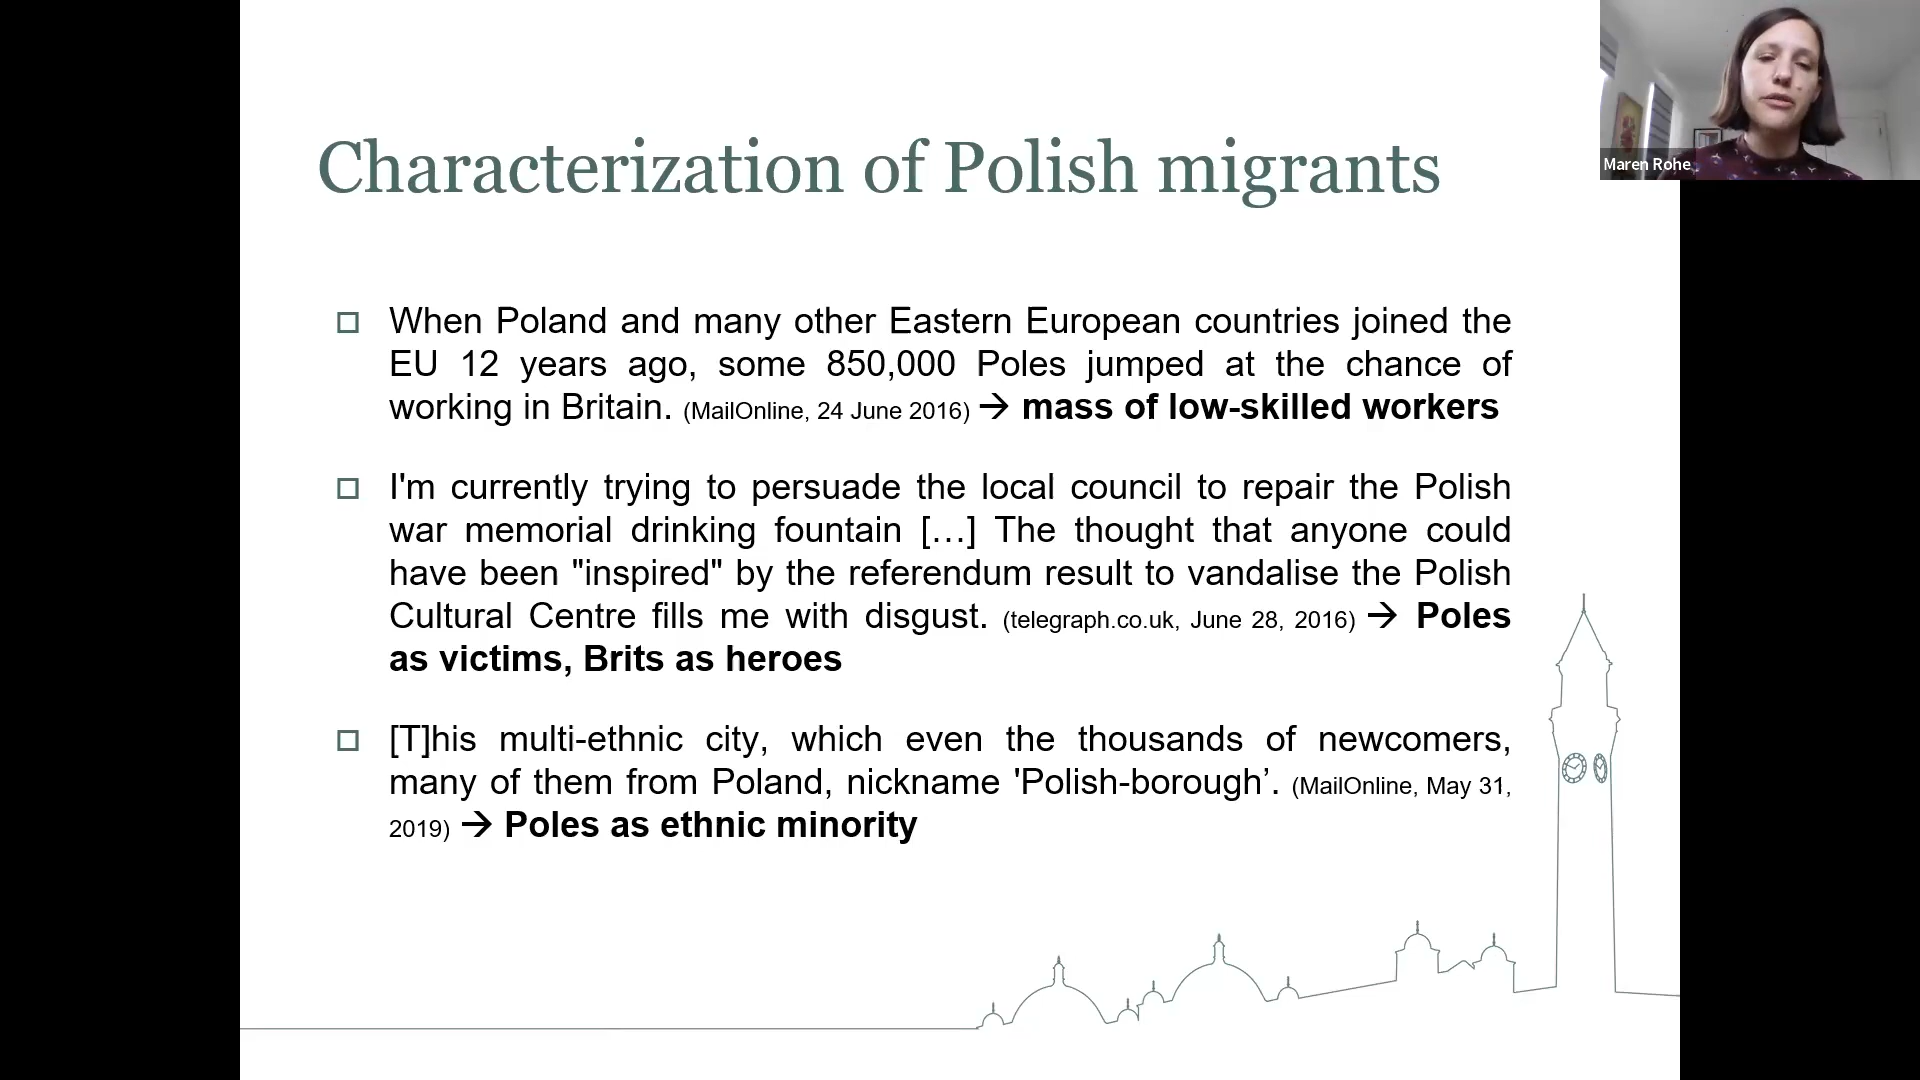 Characterization of Polish migrants
Maren Rohe
When Poland and many other Eastern European countries joined the
EU 12 years ago, some 850,000 Poles jumped at the chance of
working in Britain. (MailOnline, 24 June 2016) → mass of low-skilled workers
I'm currently trying to persuade the local council to repair the Polish
war memorial drinking fountain […] The thought that anyone could
have been "inspired" by the referendum result to vandalise the Polish
Cultural Centre fills me with disgust. (telegraph.co.uk, June 28, 2016) → Poles
as victims, Brits as heroes
[T]his multi-ethnic city, which even the thousands of newcomers,
many of them from Poland, nickname 'Polish-borough’. (MailOnline, May 31,
2019) → Poles as ethnic minority